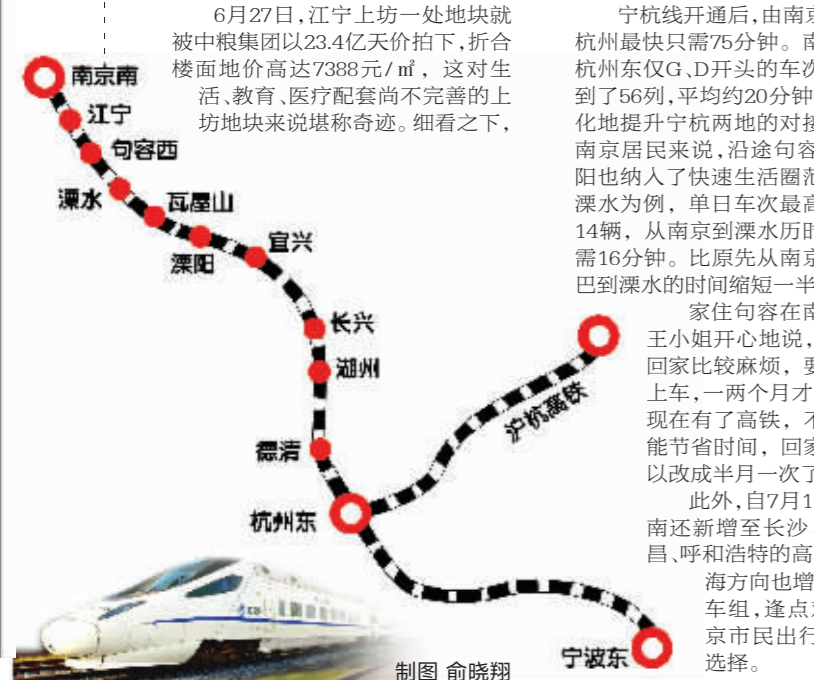 6月27日,江宁上坊一处地块就
被中粮集团以23.4亿天价拍下,折合
楼面地价高达7388元/㎡，这对生
活、教育、医疗配套尚不完善的上
坊地块来说堪称奇迹。细看之下，
宁杭线开通后,由南京
杭州最快只需75分钟。南
杭州东仅G、D开头的车次
到了56列,平均约20分钟
化地提升宁杭两地的对接
南京居民来说,沿途句容
阳也纳入了快速生活圈范
溧水为例，单日车次最高
14辆，从南京到溧水历时
需16分钟。比原先从南京
巴到溧水的时间缩短一半
家住句容在南
王小姐开心地说，
回家比较麻烦，要
上车,一两个月才
现在有了高铁，不
能节省时间，回家
以改成半月一次了
此外,自7月1
南还新增至长沙
昌、呼和浩特的高
海方向也增
车组,逢点
京市民出行
选择。
南京南
江宁
句容西
溧水
瓦屋山
溧阳
宜兴
长兴
湖州
德清
杭州东
沪杭高铁
宁波东
制图 俞晓翔